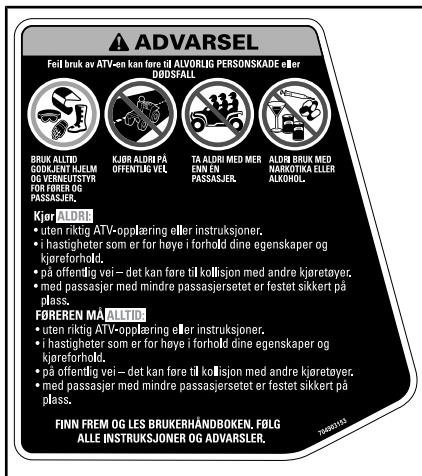 ADVARSEL
Feil bruk av ATV-en kan føre til ALVORLIG PERSONSKADE eller
DØDSFALL
BRUK ALLTID
GODKJENT HJELM
OG VERNEUTSTYR
FOR FØRER OG
PASSASJER.
KJØR ALDRI PÅ
OFFENTLIG VEI.
TA ALDRI MED MER
ENN ÉN
PASSASJER.
ALDRI BRUK MED
NARKOTIKA ELLER
ALKOHOL.
Kjør ALDRI:
• uten riktig ATV-opplæring eller instruksjoner.
• i hastigheter som er for høye i forhold dine egenskaper og
kjøreforhold.
• på offentlig vei – det kan føre til kollisjon med andre kjøretøyer.
• med passasjer med mindre passasjersetet er festet sikkert på
plass.
FØREREN MÅ ALLTID:
• uten riktig ATV-opplæring eller instruksjoner.
• i hastigheter som er for høye i forhold dine egenskaper og
kjøreforhold.
• på offentlig vei – det kan føre til kollisjon med andre kjøretøyer.
• med passasjer med mindre passasjersetet er festet sikkert på
plass.
FINN FREM OG LES BRUKERHÅNDBOKEN. FØLG
ALLE INSTRUKSJONER OG ADVARSLER.
704903153